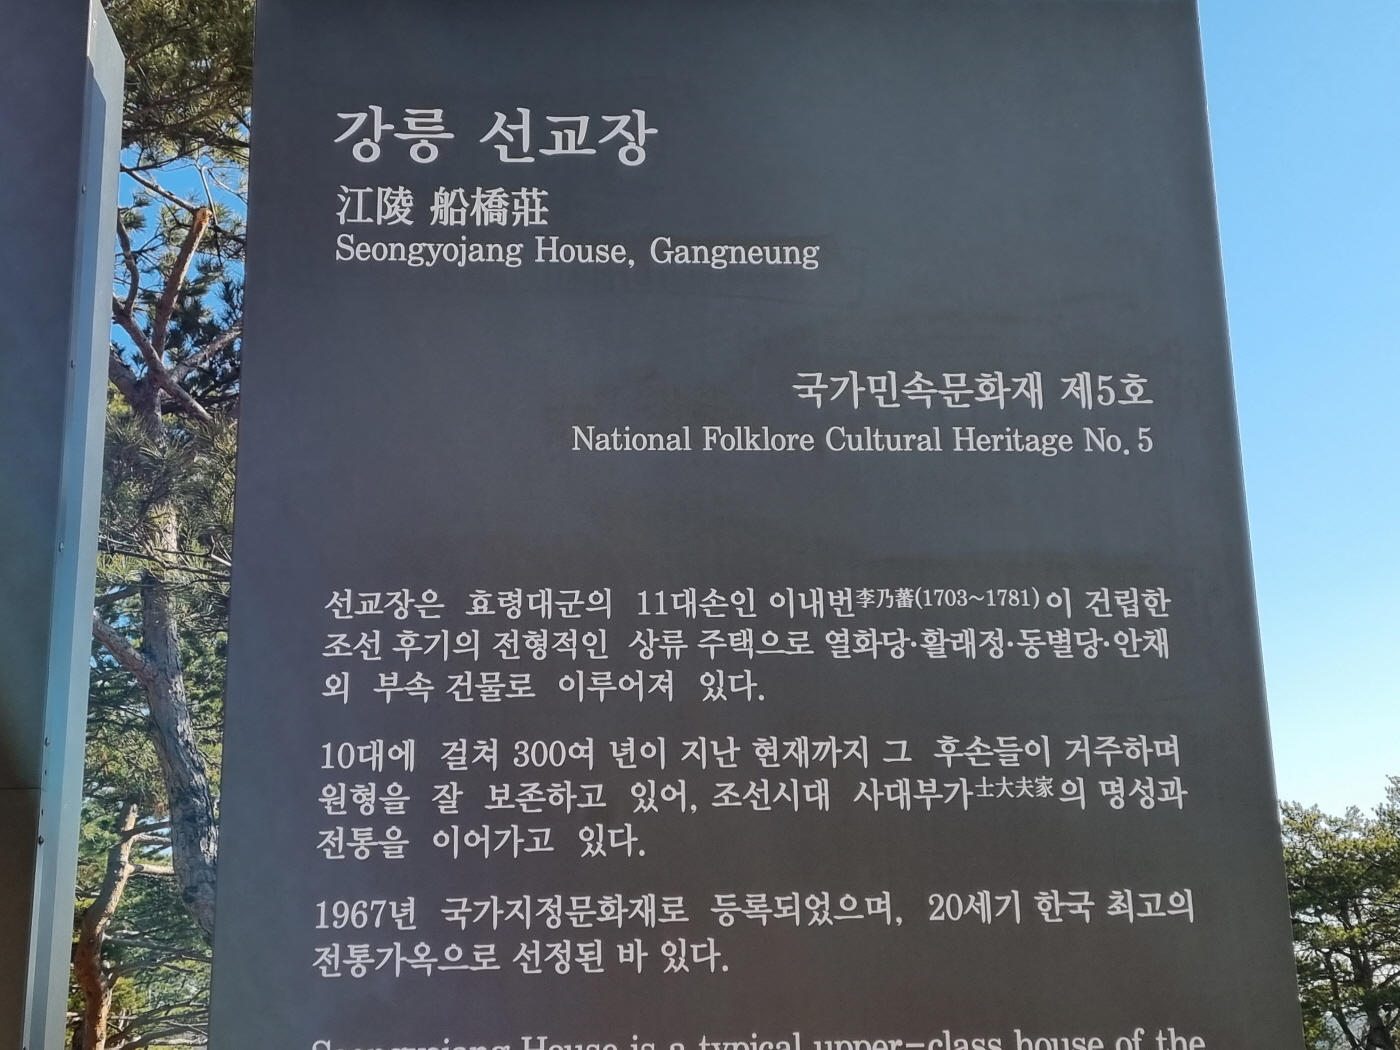 강릉 선교장
江陵 船橋莊
Seongyojang House, Gangneung
국가민속문화재 제5호
National Folklore Cultural Heritage No. 5
선교장은 효령대군의 11대손인 이내번李乃蕃(1703~1781)이 건립한
조선 후기의 전형적인 상류 주택으로 열화당·활래정·동별당·안채
외 부속 건물로 이루어져 있다.
10대에 걸쳐 300여 년이 지난 현재까지 그 후손들이 거주하며
원형을 잘 보존하고 있어, 조선시대 사대부가士大夫家의 명성과
전통을 이어가고 있다.
1967년 국가지정문화재로 등록되었으며, 20세기 한국 최고의
전통가옥으로 선정된 바 있다.
Seongyojang House is a typical upper-class house of the